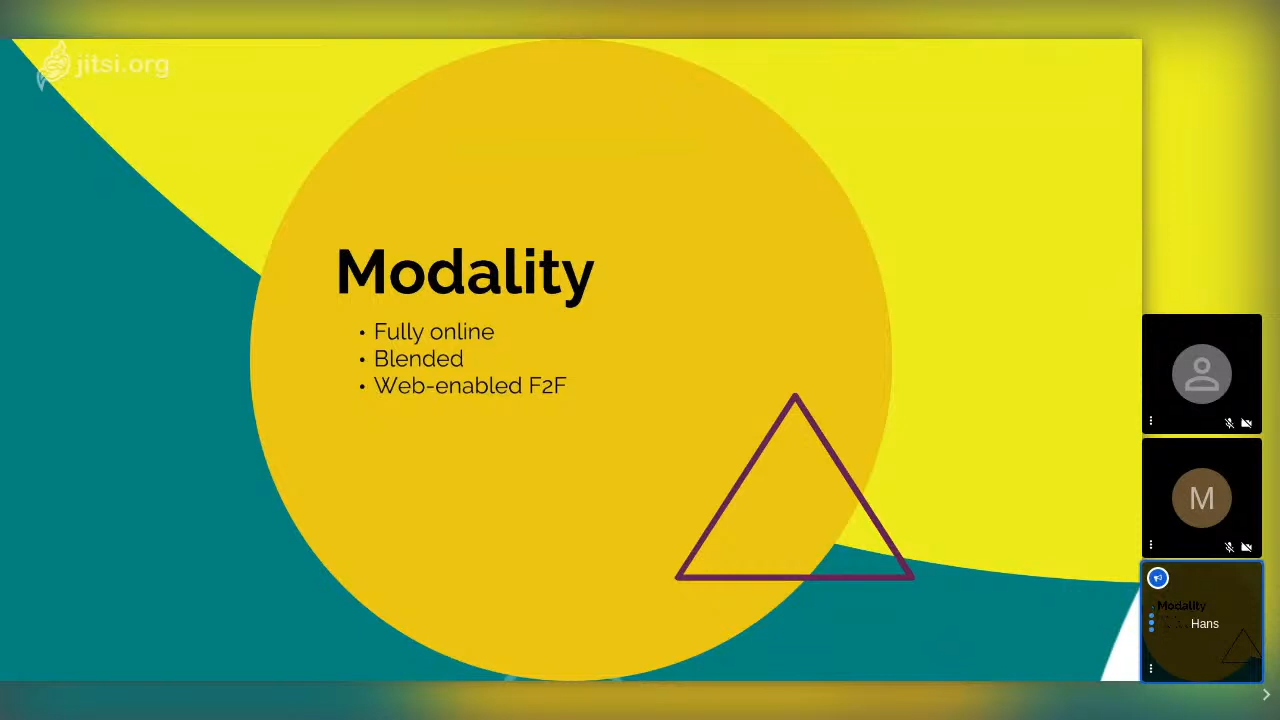 jitsi.org
Modality
• Fully online
• Blended
• Web-enabled F2F
M
Modality
Hans